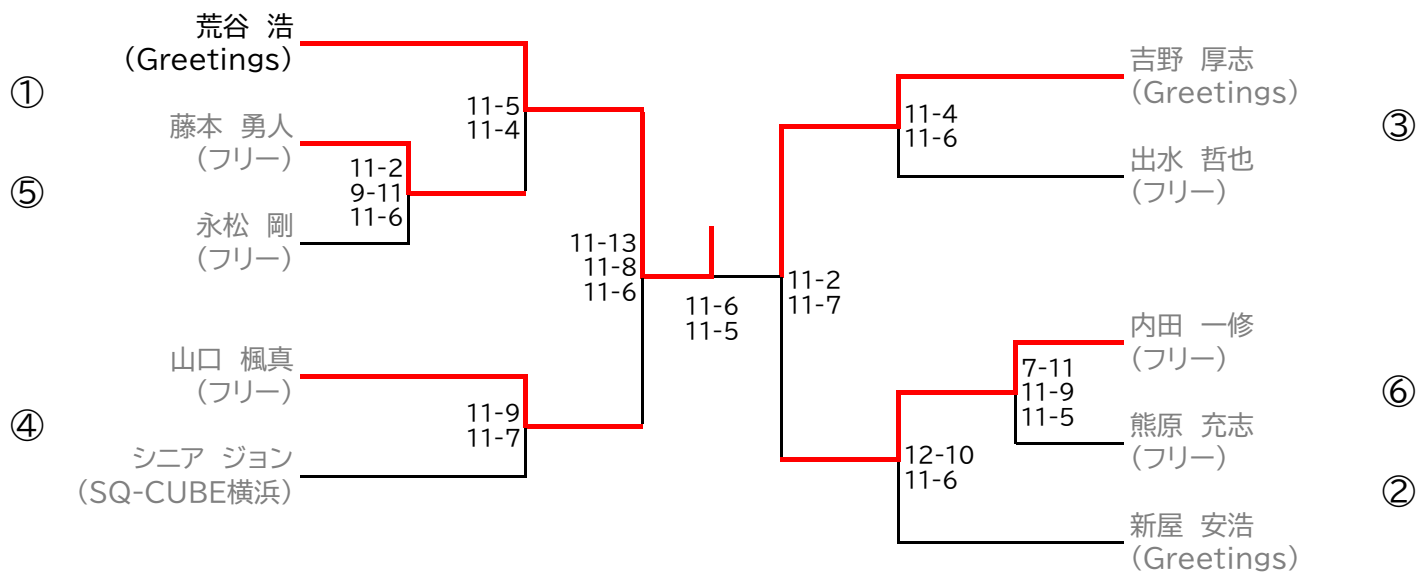 荒谷 浩
(Greetings)
①
藤本 勇人
(フリー)
⑤
永松 剛
(フリー)
山口 楓真
(フリー)
④
シニア ジョン
(SQ-CUBE横浜)
11-5
11-4
11-2
9-11
11-6
11-13
11-8
11-6
11-9
11-7
11-6
11-5
11-2
11-7
吉野 厚志
(Greetings)
11-4
11-6
③
出水 哲也
(フリー)
内田 一修
(フリー)
7-11
11-9
11-5
⑥
熊原 充志
(フリー)
12-10
11-6
②
新屋 安浩
(Greetings)